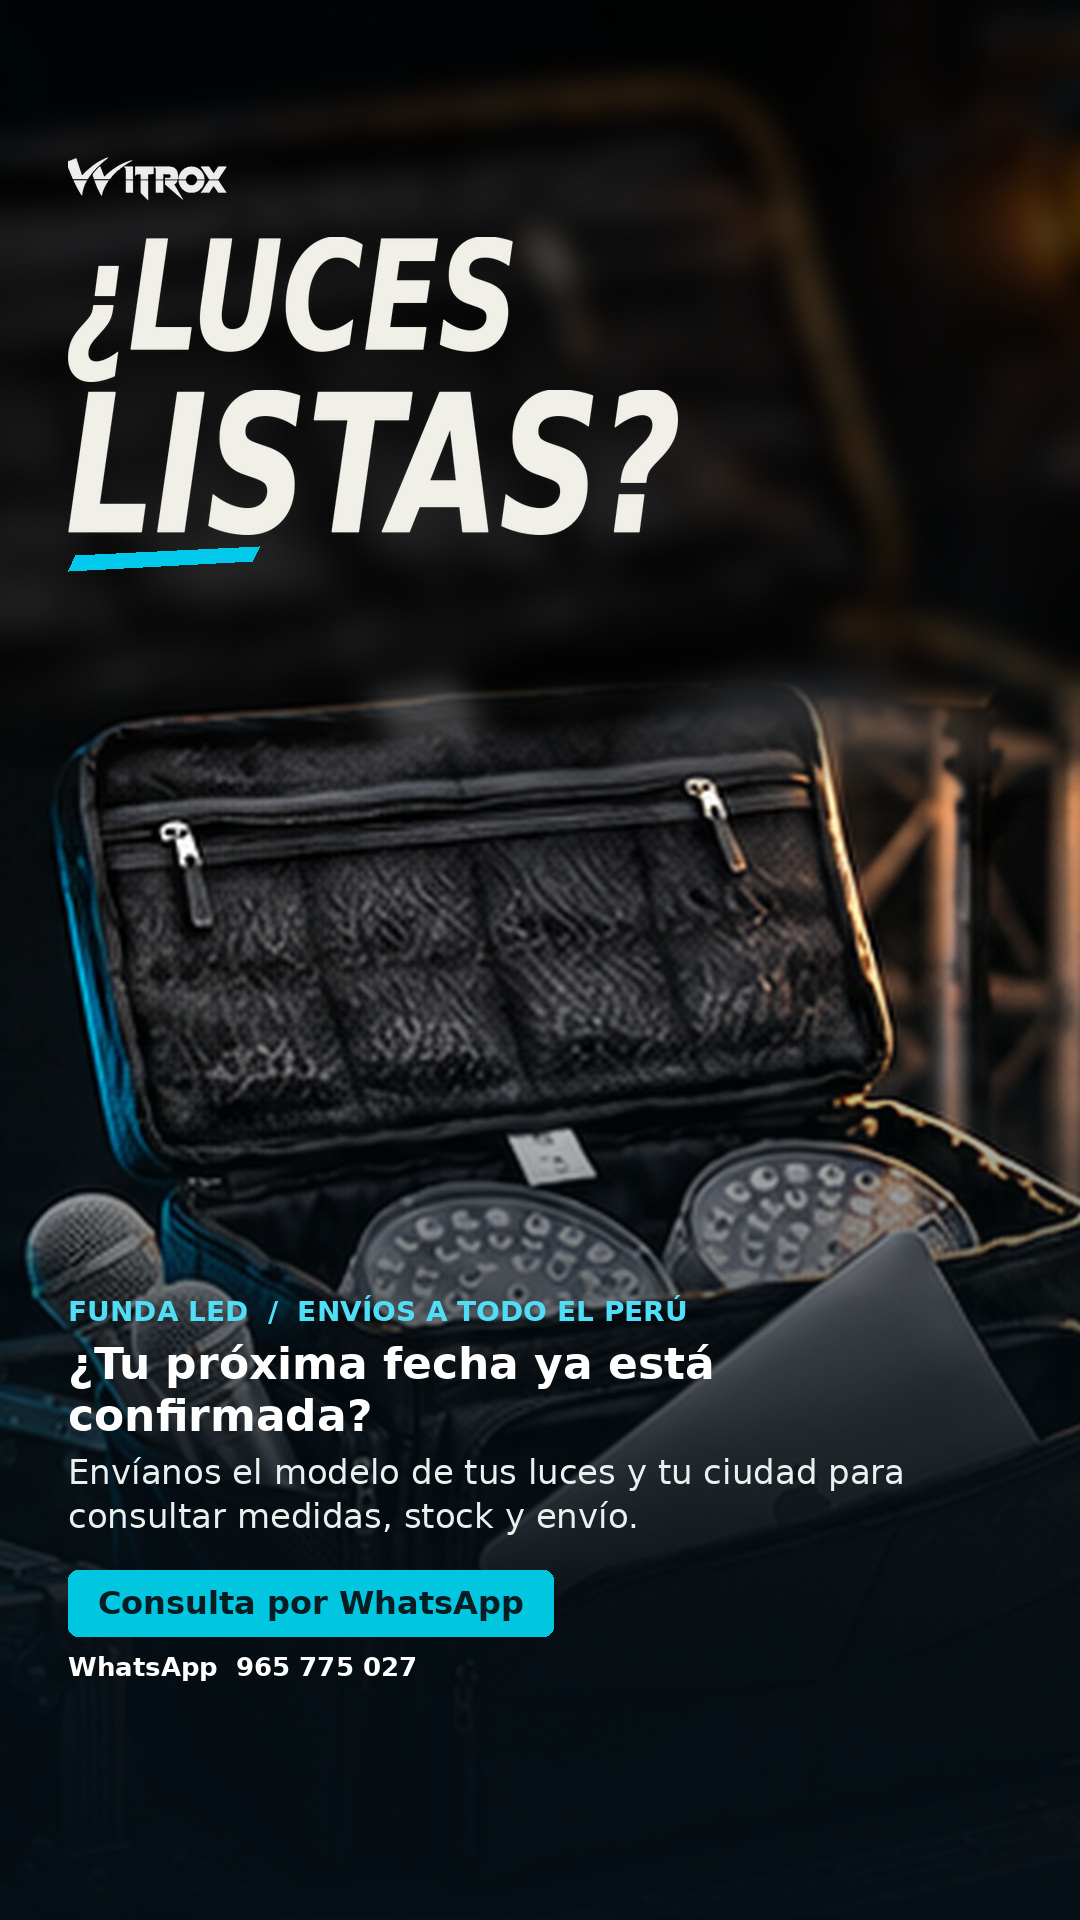 WITROX
¿LUCES
LISTAS?
FUNDA LED / ENVÍOS A TODO EL PERÚ
¿Tu próxima fecha ya está
confirmada?
Envíanos el modelo de tus luces y tu ciudad para
consultar medidas, stock y envío.
Consulta por WhatsApp
WhatsApp 965 775 027